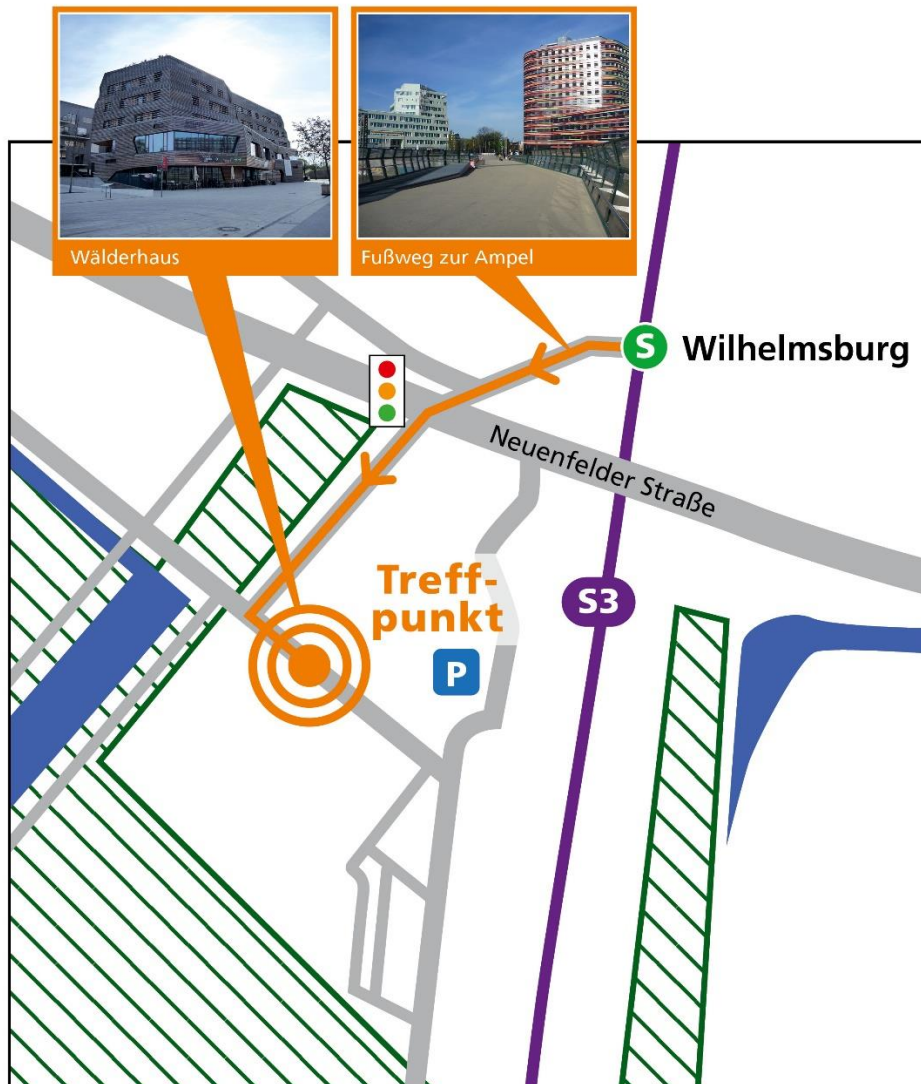 Wälderhaus
Fußweg zur Ampel
S
Wilhelmsburg
Neuenfelder Straße
Treff-
punkt
S3
P